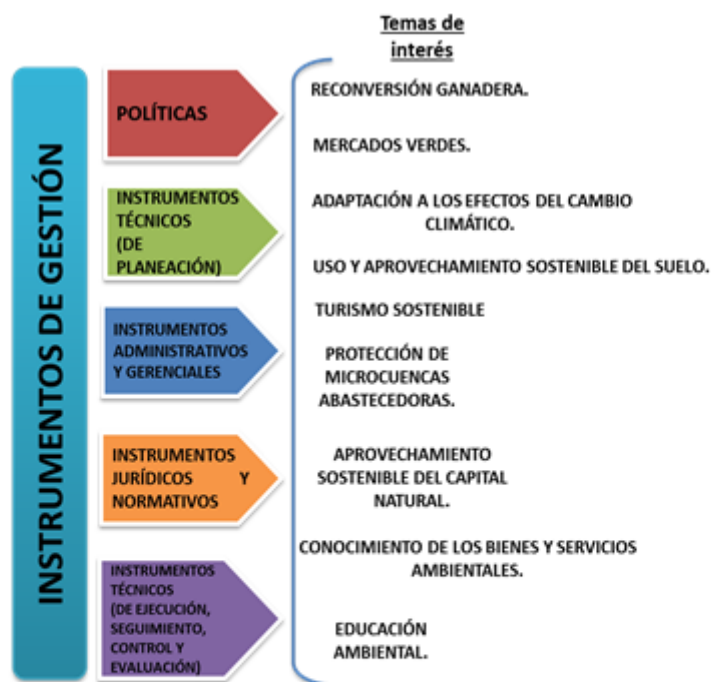 INSTRUMENTOS DE GESTIÓN
POLÍTICAS
INSTRUMENTOS
TÉCNICOS
(DE
PLANEACIÓN)
INSTRUMENTOS
ADMINISTRATIVOS
Y GERENCIALES
INSTRUMENTOS
JURÍDICOS Y
NORMATIVOS
INSTRUMENTOS
TÉCNICOS
(DE EJECUCIÓN,
SEGUIMIENTO,
CONTROL Y
EVALUACIÓN)
Temas de
interés
RECONVERSIÓN GANADERA.
MERCADOS VERDES.
ADAPTACIÓN A LOS EFECTOS DEL CAMBIO
CLIMÁTICO.
USO Y APROVECHAMIENTO SOSTENIBLE DEL SUELO.
TURISMO SOSTENIBLE
PROTECCIÓN DE
MICROCUENCAS
ABASTECEDORAS.
APROVECHAMIENTO
SOSTENIBLE DEL CAPITAL
NATURAL.
CONOCIMIENTO DE LOS BIENES Y SERVICIOS
AMBIENTALES.
EDUCACIÓN
AMBIENTAL.